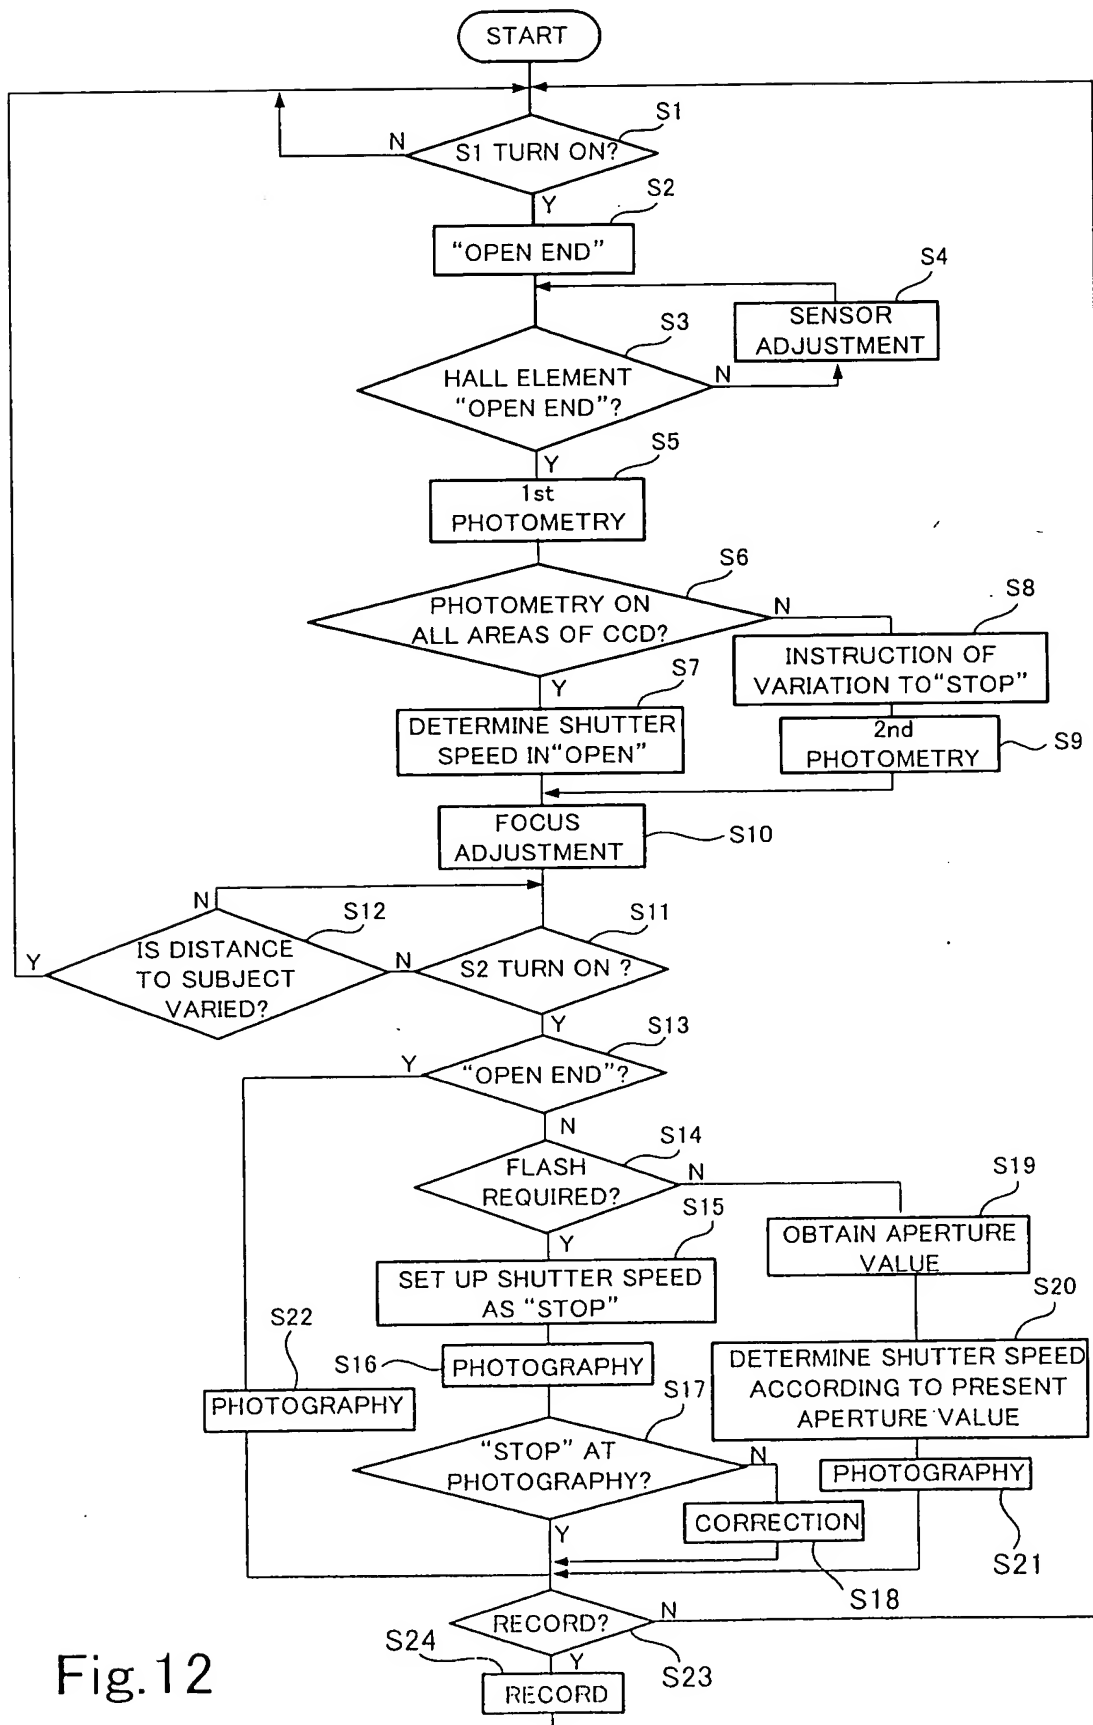 START
S1
N
S1 TURN ON?
Y
S2
“OPEN END”
S4
SENSOR
ADJUSTMENT
S3
HALL ELEMENT
“OPEN END”?
N
Y
S5
1st
PHOTOMETRY
S6
PHOTOMETRY ON
ALL AREAS OF CCD?
N
S8
INSTRUCTION OF
VARIATION TO“STOP”
Y
S7
DETERMINE SHUTTER
SPEED IN“OPEN”
2nd
PHOTOMETRY
S9
FOCUS
ADJUSTMENT
S10
N
S12
S11
Y
IS DISTANCE
TO SUBJECT
VARIED?
N
S2 TURN ON ?
Y
S13
Y
“OPEN END”?
N
S14
FLASH
REQUIRED?
N
S19
Y
S15
OBTAIN APERTURE
VALUE
SET UP SHUTTER SPEED
AS “STOP”
S20
S22
S16
PHOTOGRAPHY
DETERMINE SHUTTER SPEED
ACCORDING TO PRESENT
APERTURE VALUE
PHOTOGRAPHY
S17
“STOP” AT
PHOTOGRAPHY?
N
PHOTOGRAPHY
Y
CORRECTION
S21
S18
RECORD?
N
S24
Y
S23
RECORD
Fig.12